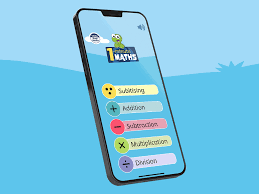 1
MATHS
Subitising
Addition
Subtraction
Multiplication
Division